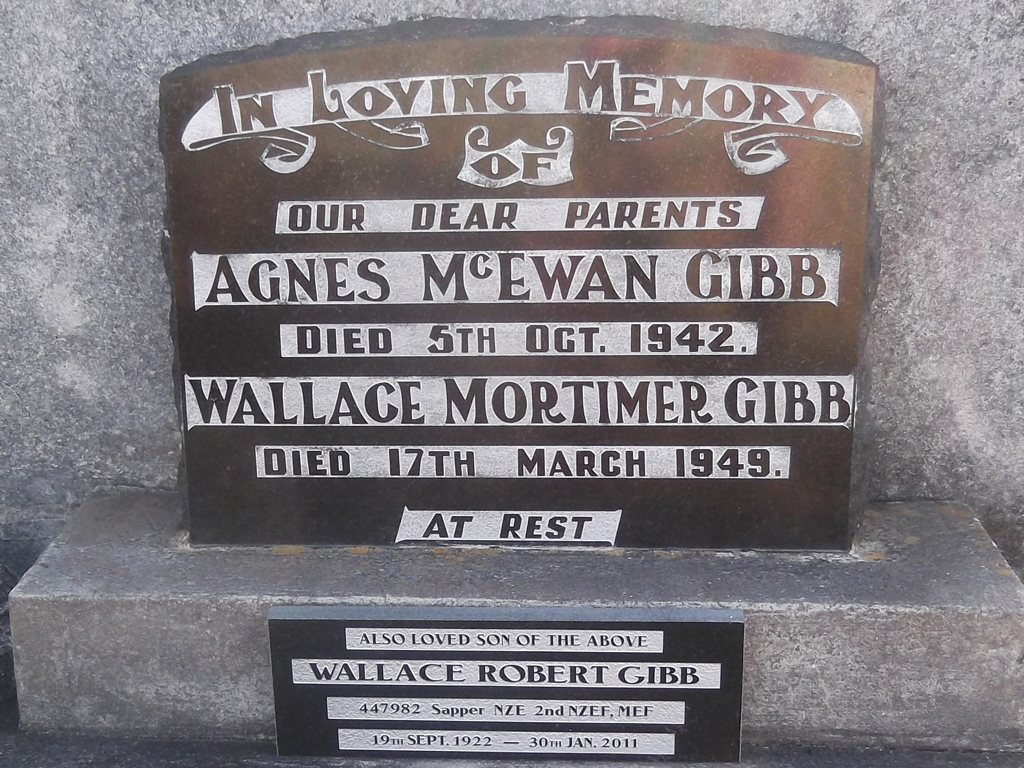 IN LOVING MEMORY
OF
OUR DEAR PARENTS
AGNES MCEWAN GIBB
DIED 5TH OCT. 1942.
WALLACE MORTIMER GIBB
DIED 17TH MARCH 1949.
AT REST
ALSO LOVED SON OF THE ABOVE
WALLACE ROBERT GIBB
447982 Sapper NZE 2nd NZEF, MEF
19TH SEPT. 1922 — 30TH JAN. 2011